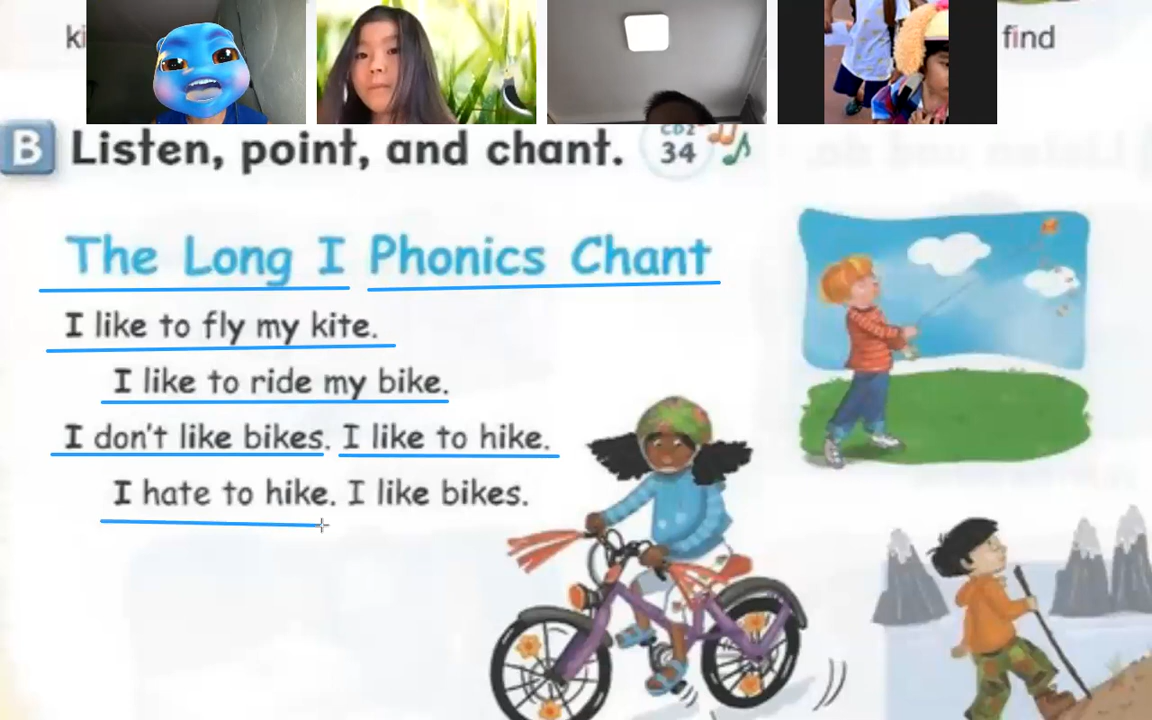 find
B Listen, point, and chant. CD2 34
The Long I Phonics Chant
I like to fly my kite.
I like to ride my bike.
I don't like bikes. I like to hike.
I hate to hike. I like bikes.